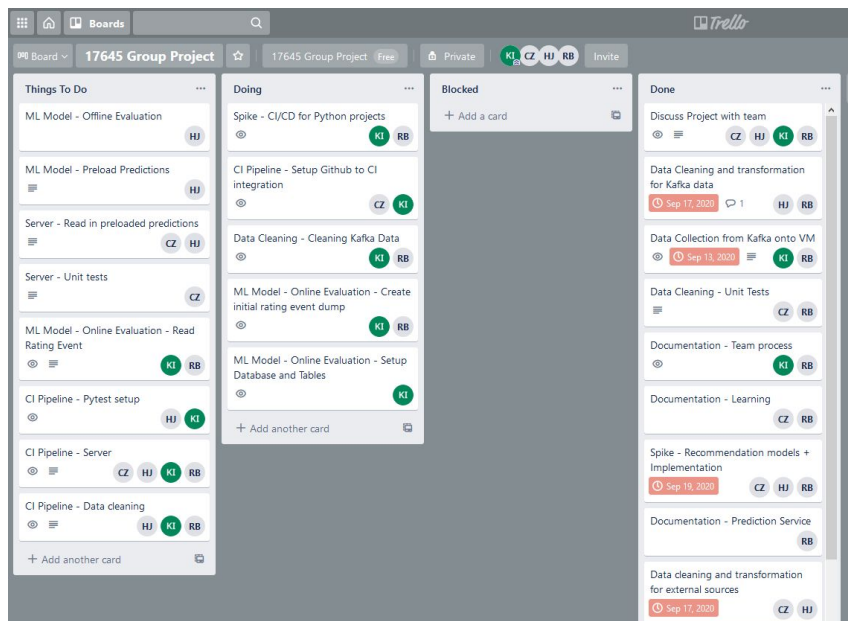 Boards
Trello
Board
17645 Group Project
17645 Group Project Free
Private
KI CZ HJ RB
Invite
Things To Do
ML Model - Offline Evaluation
HJ
ML Model - Preload Predictions
HJ
Server - Read in preloaded predictions
CZ HJ
Server - Unit tests
CZ
ML Model - Online Evaluation - Read
Rating Event
KI RB
CI Pipeline - Pytest setup
HJ KI
CI Pipeline - Server
CZ HJ KI RB
CI Pipeline - Data cleaning
HJ KI RB
+ Add another card
Doing
Spike - CI/CD for Python projects
KI RB
CI Pipeline - Setup Github to CI
integration
CZ KI
Data Cleaning - Cleaning Kafka Data
KI RB
ML Model - Online Evaluation - Create
initial rating event dump
KI RB
ML Model - Online Evaluation - Setup
Database and Tables
KI
+ Add another card
Blocked
+ Add a card
Done
Discuss Project with team
CZ HJ KI RB
Data Cleaning and transformation
for Kafka data
Sep 17, 2020 1 HJ RB
Data Collection from Kafka onto VM
Sep 13, 2020 KI RB
Data Cleaning - Unit Tests
CZ RB
Documentation - Team process
KI RB
Documentation - Learning
CZ RB
Spike - Recommendation models +
Implementation
Sep 19, 2020 CZ HJ RB
Documentation - Prediction Service
RB
Data cleaning and transformation
for external sources
Sep 17, 2020 CZ HJ